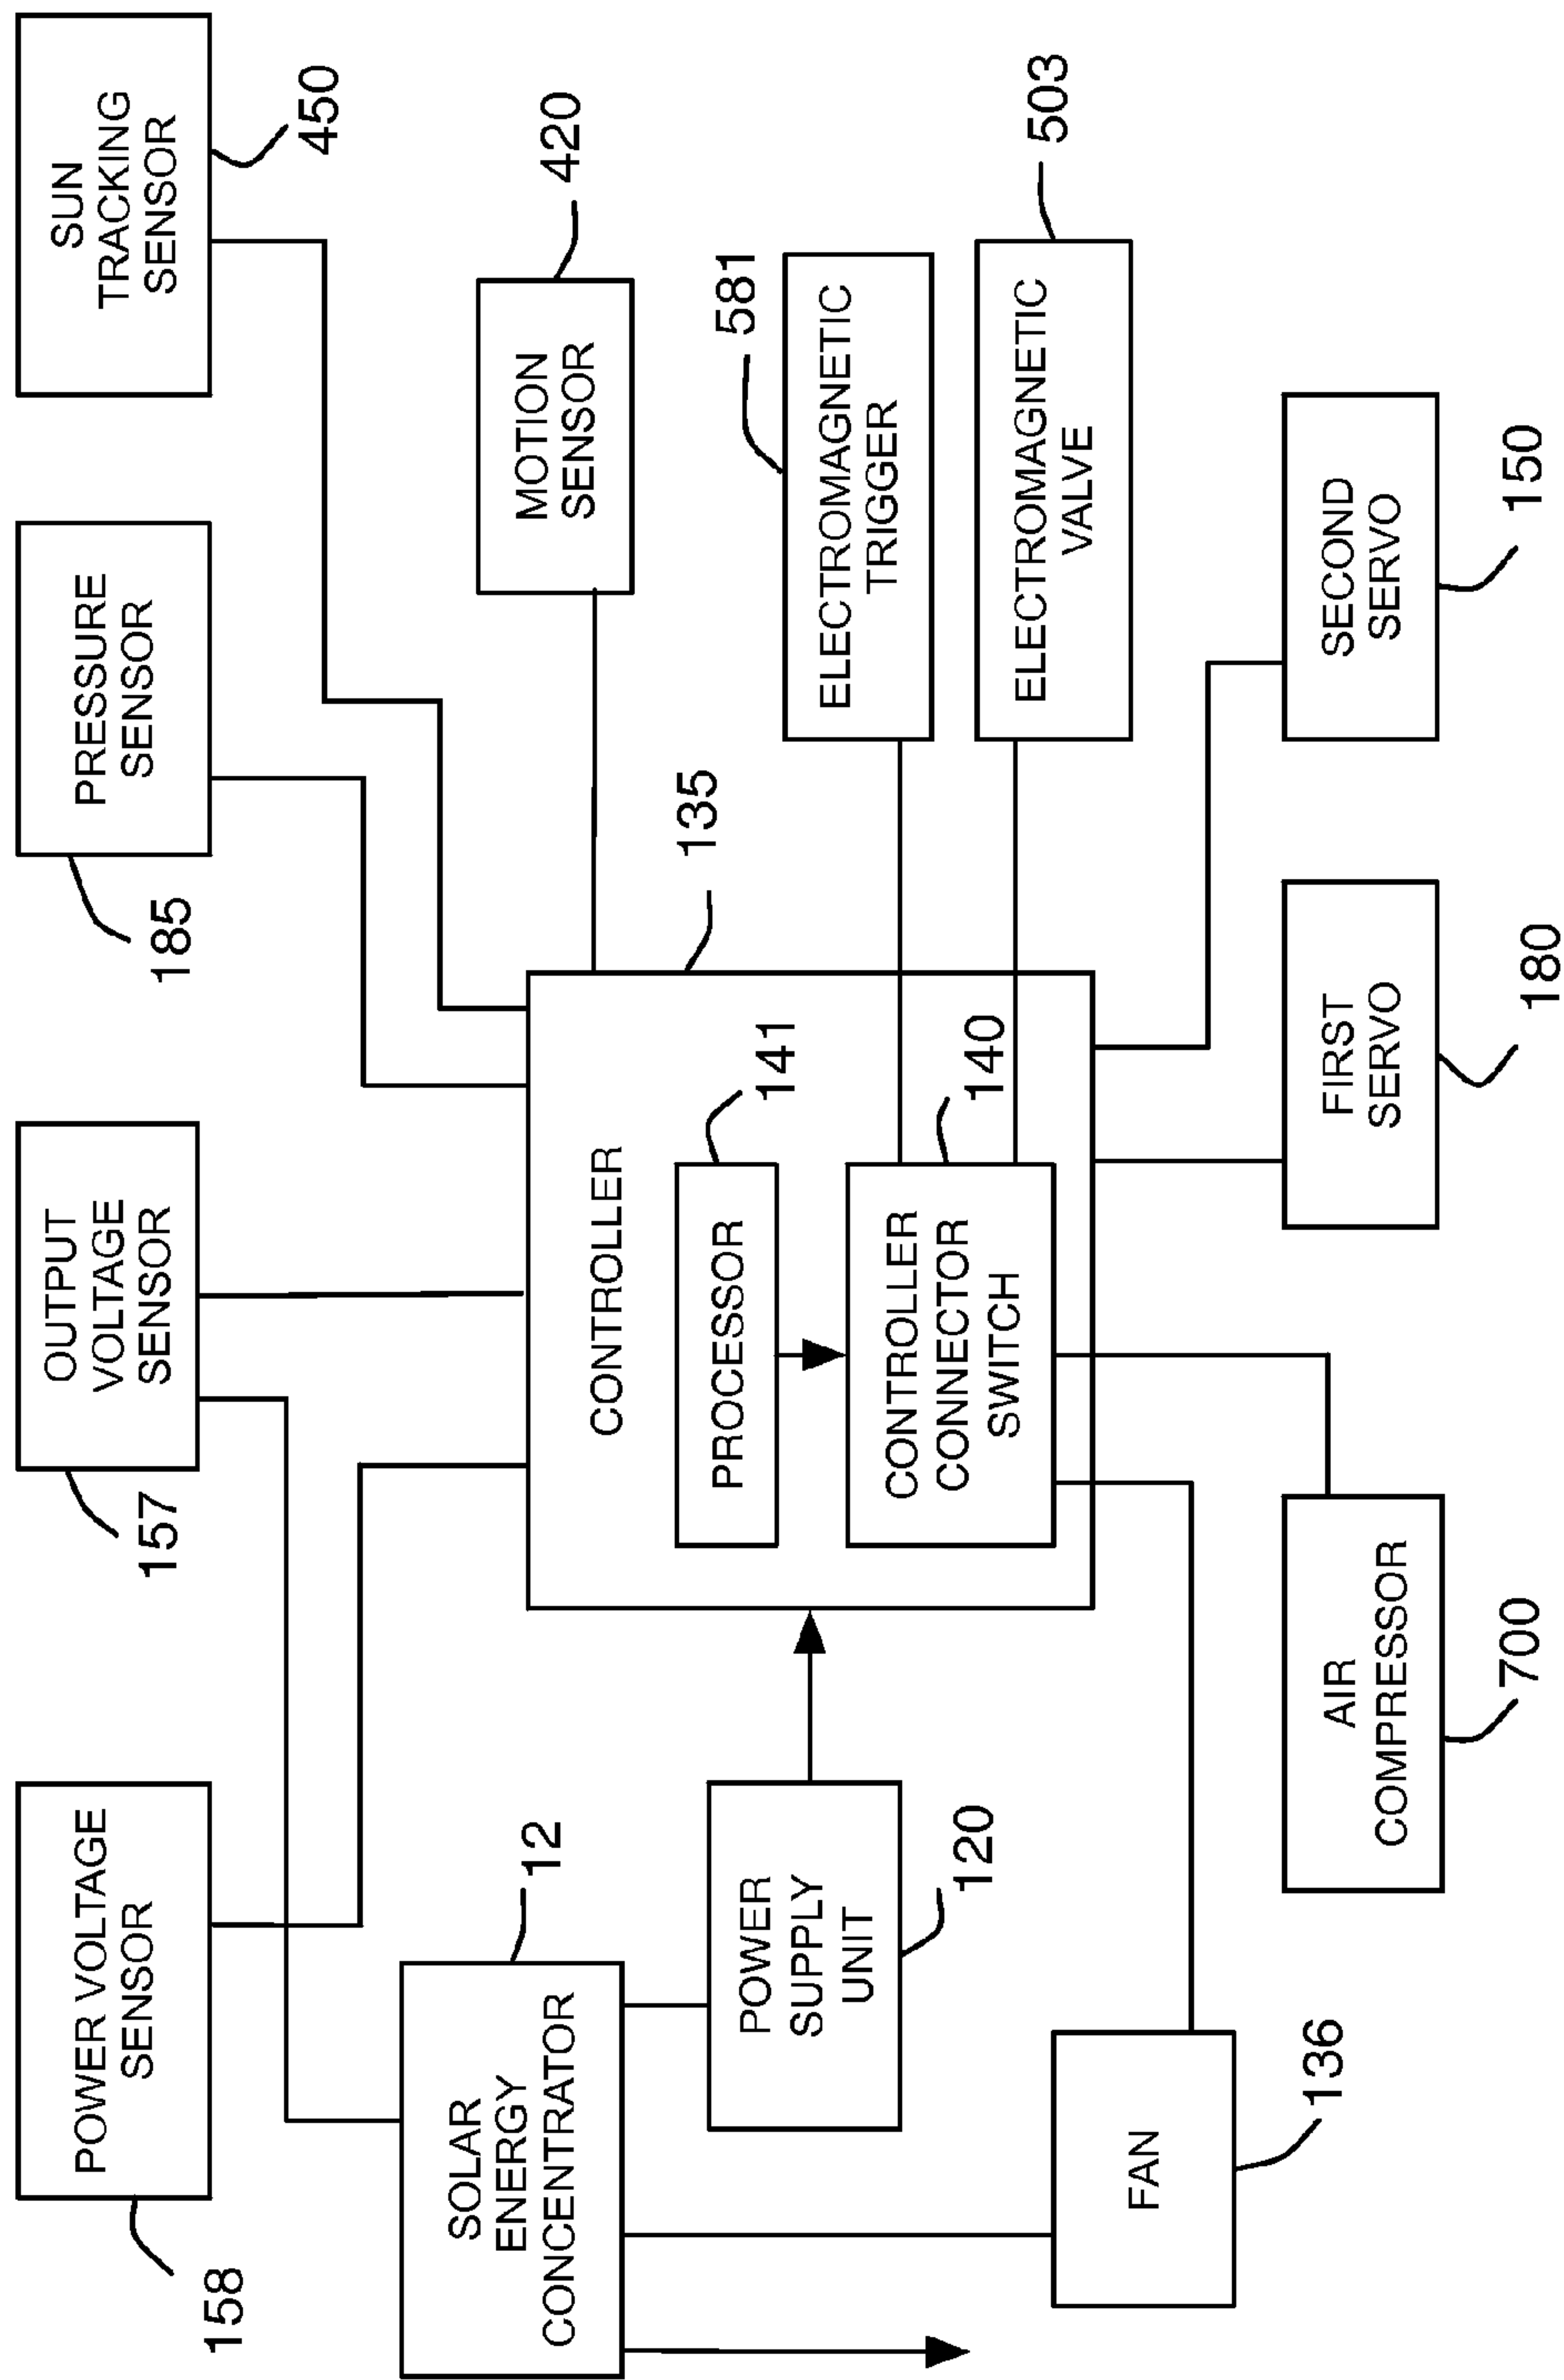 POWER VOLTAGE
SENSOR
158
OUTPUT
VOLTAGE
SENSOR
157
PRESSURE
SENSOR
185
SUN
TRACKING
SENSOR
450
SOLAR
ENERGY
CONCENTRATOR
12
MOTION
SENSOR
420
CONTROLLER
135
PROCESSOR
141
CONTROLLER
CONNECTOR
SWITCH
140
POWER
SUPPLY
UNIT
120
ELECTROMAGNETIC
TRIGGER
581
ELECTROMAGNETIC
VALVE
503
FAN
136
AIR
COMPRESSOR
700
FIRST
SERVO
180
SECOND
SERVO
150